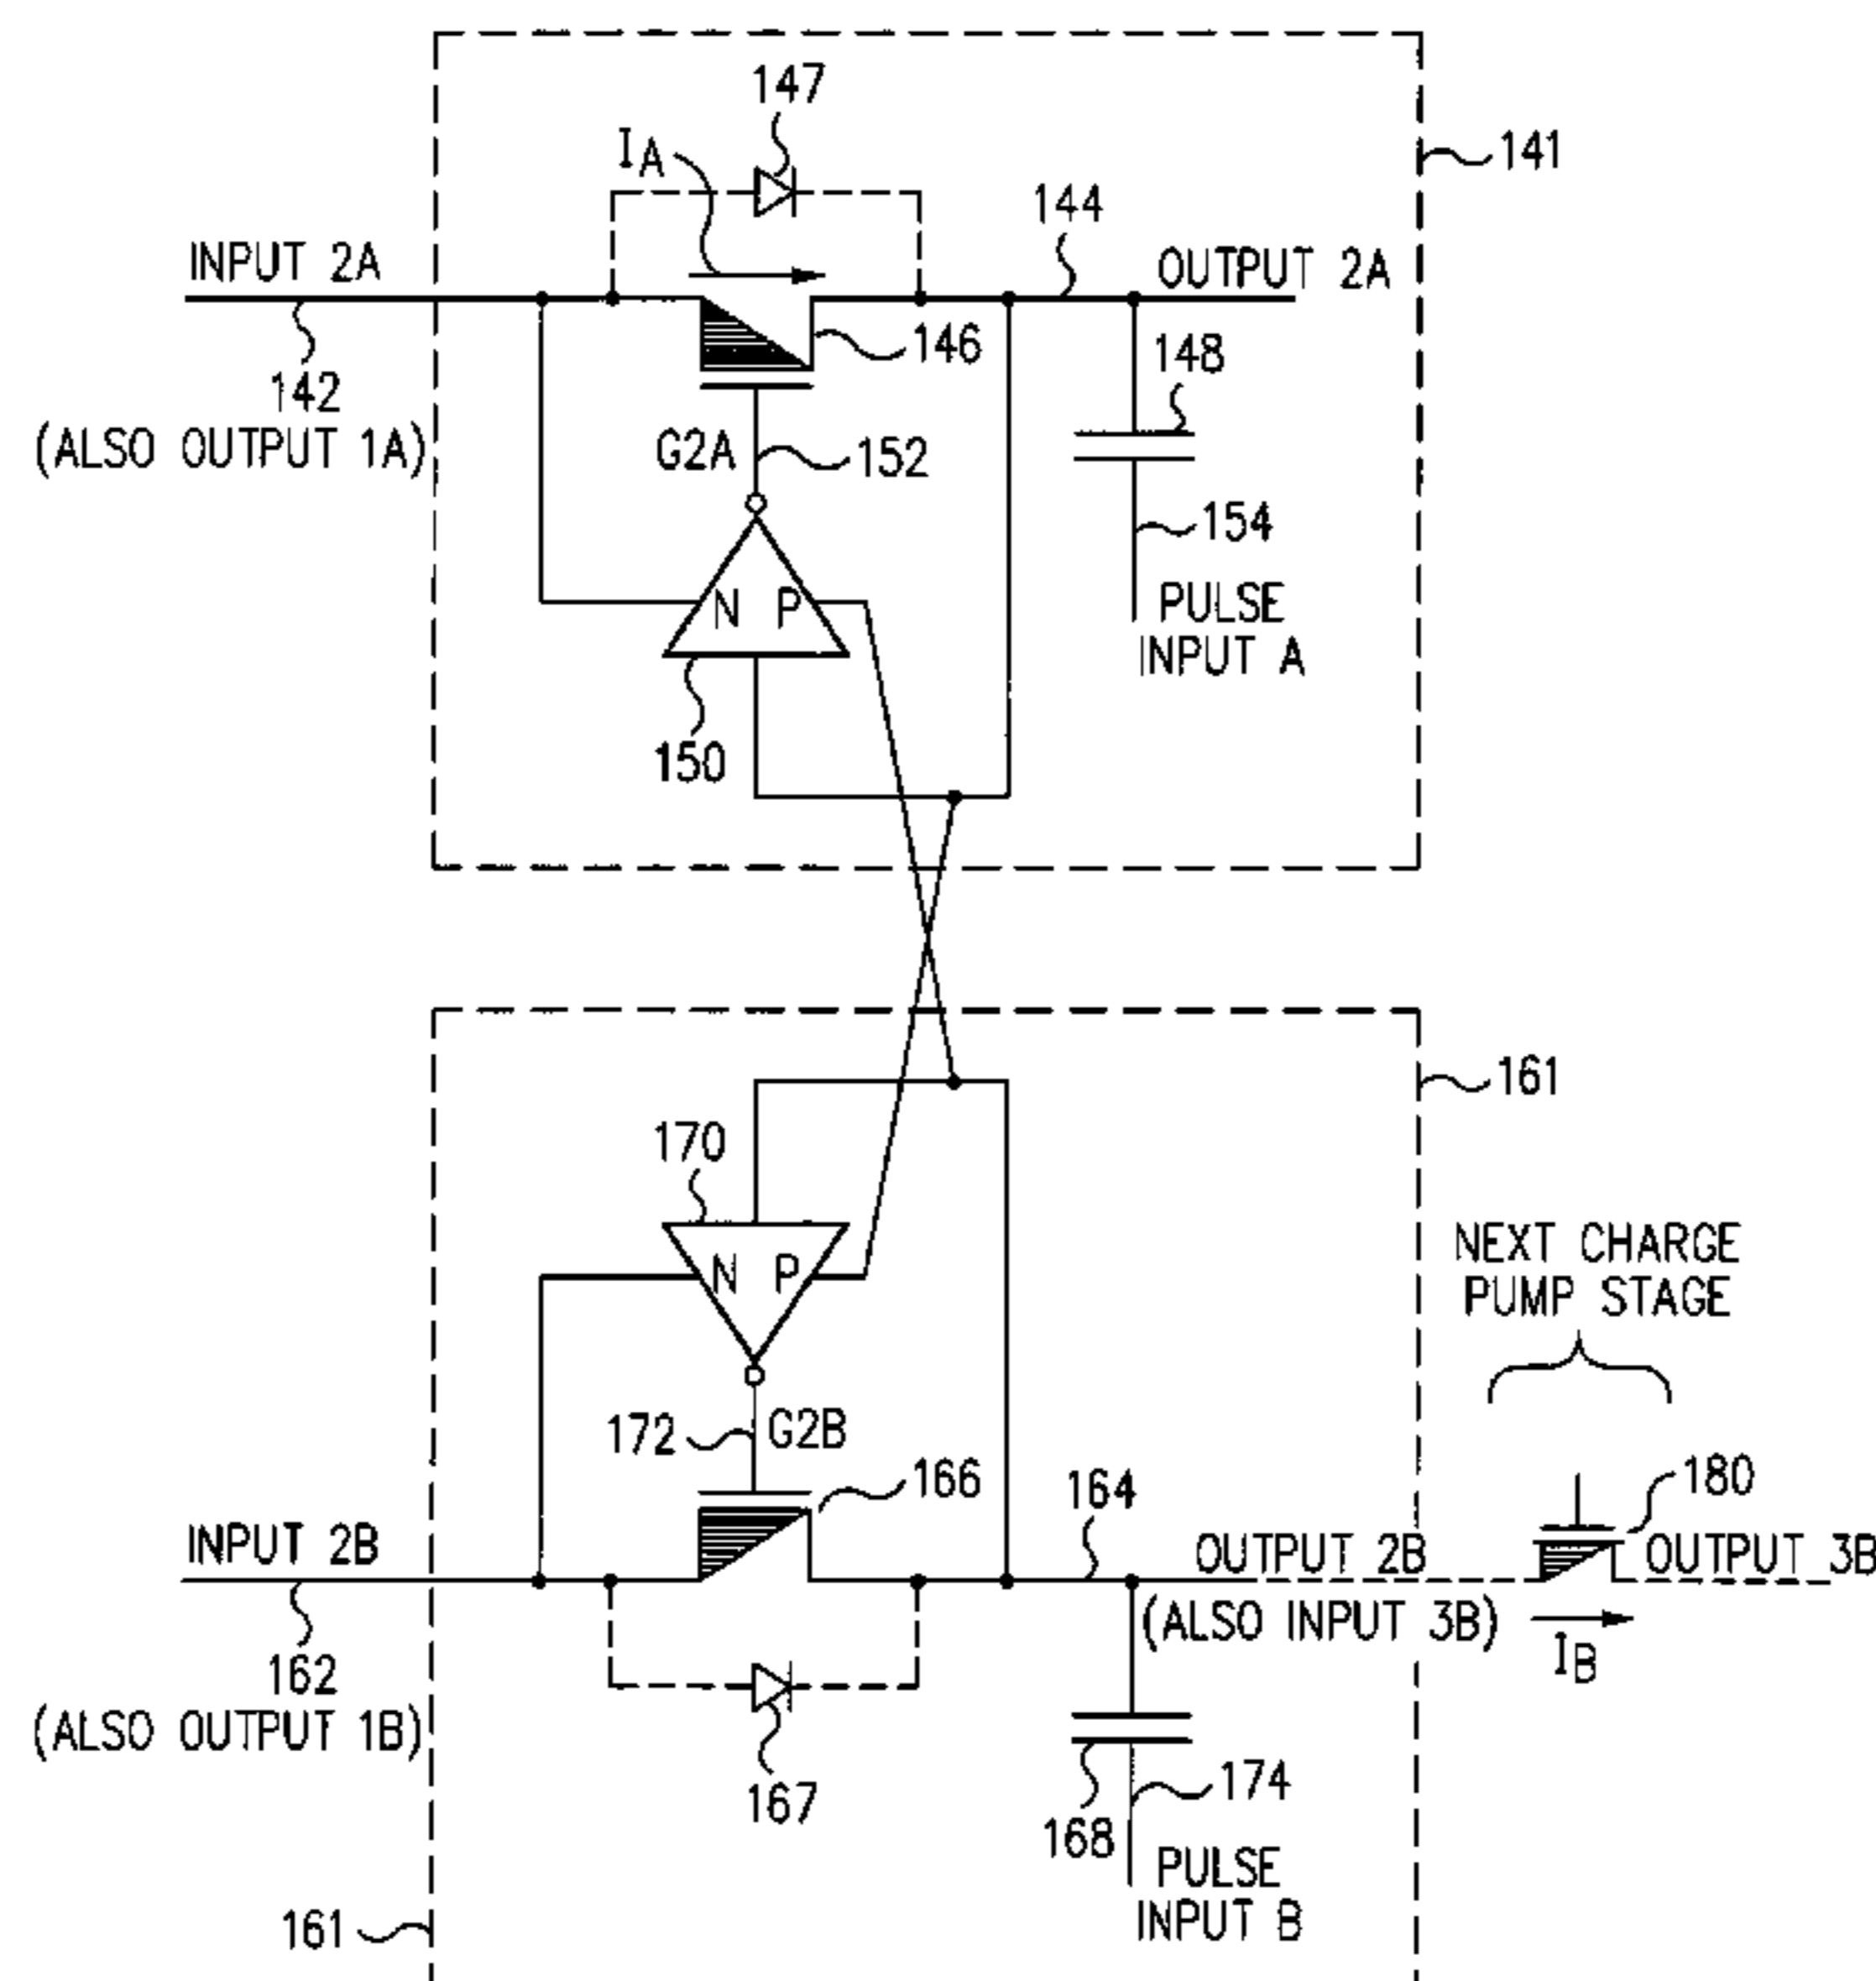 147
I_A
141
144
INPUT 2A
OUTPUT 2A
146
148
142
(ALSO OUTPUT 1A)
G2A
152
154
N P
PULSE
INPUT A
150
161
170
N P
NEXT CHARGE
PUMP STAGE
172
G2B
166
164
180
INPUT 2B
OUTPUT 2B
OUTPUT 3B
(ALSO INPUT 3B)
I_B
162
(ALSO OUTPUT 1B)
167
174
168
PULSE
INPUT B
161